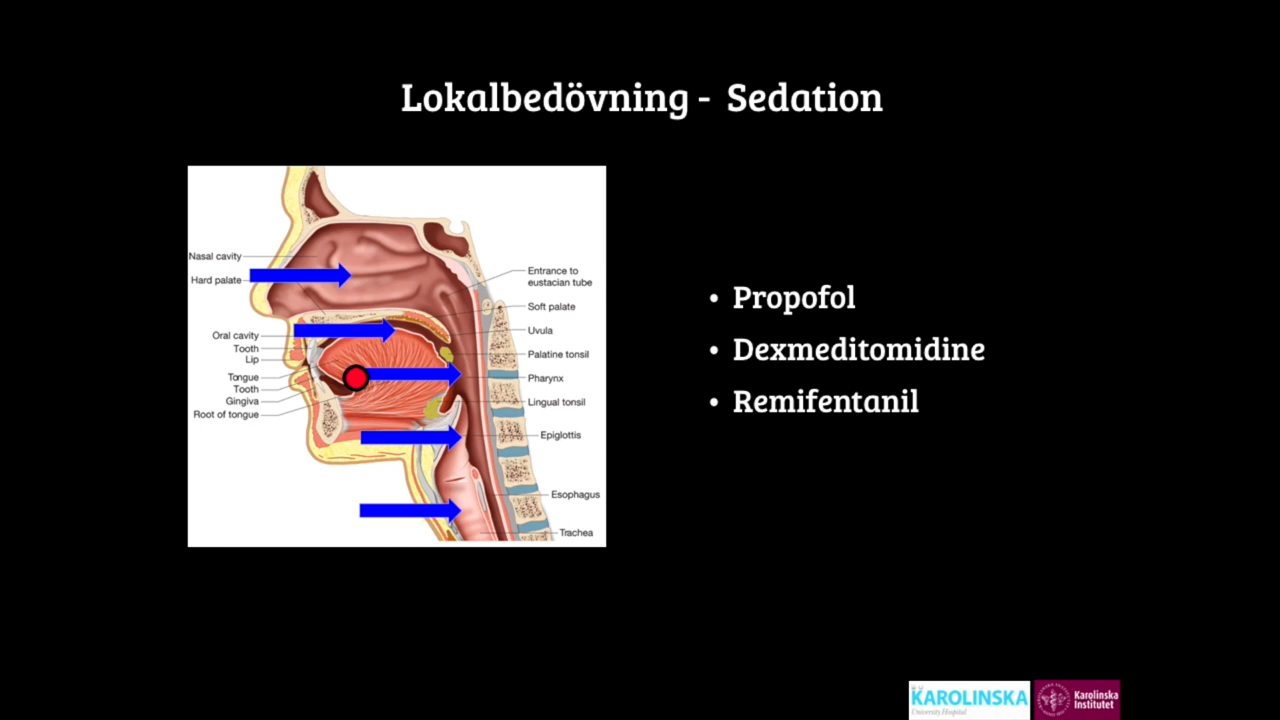 Lokalbedövning - Sedation
Nasal cavity
Hard palate
Oral cavity
Tooth
Lip
Tongue
Tooth
Gingiva
Root of tongue
Entrance to
eustacian tube
Soft palate
Uvula
Palatine tonsil
Pharynx
Lingual tonsil
Epiglottis
Esophagus
Trachea
• Propofol
• Dexmeditomidine
• Remifentanil
KAROLINSKA
University Hospital
Karolinska
Institutet